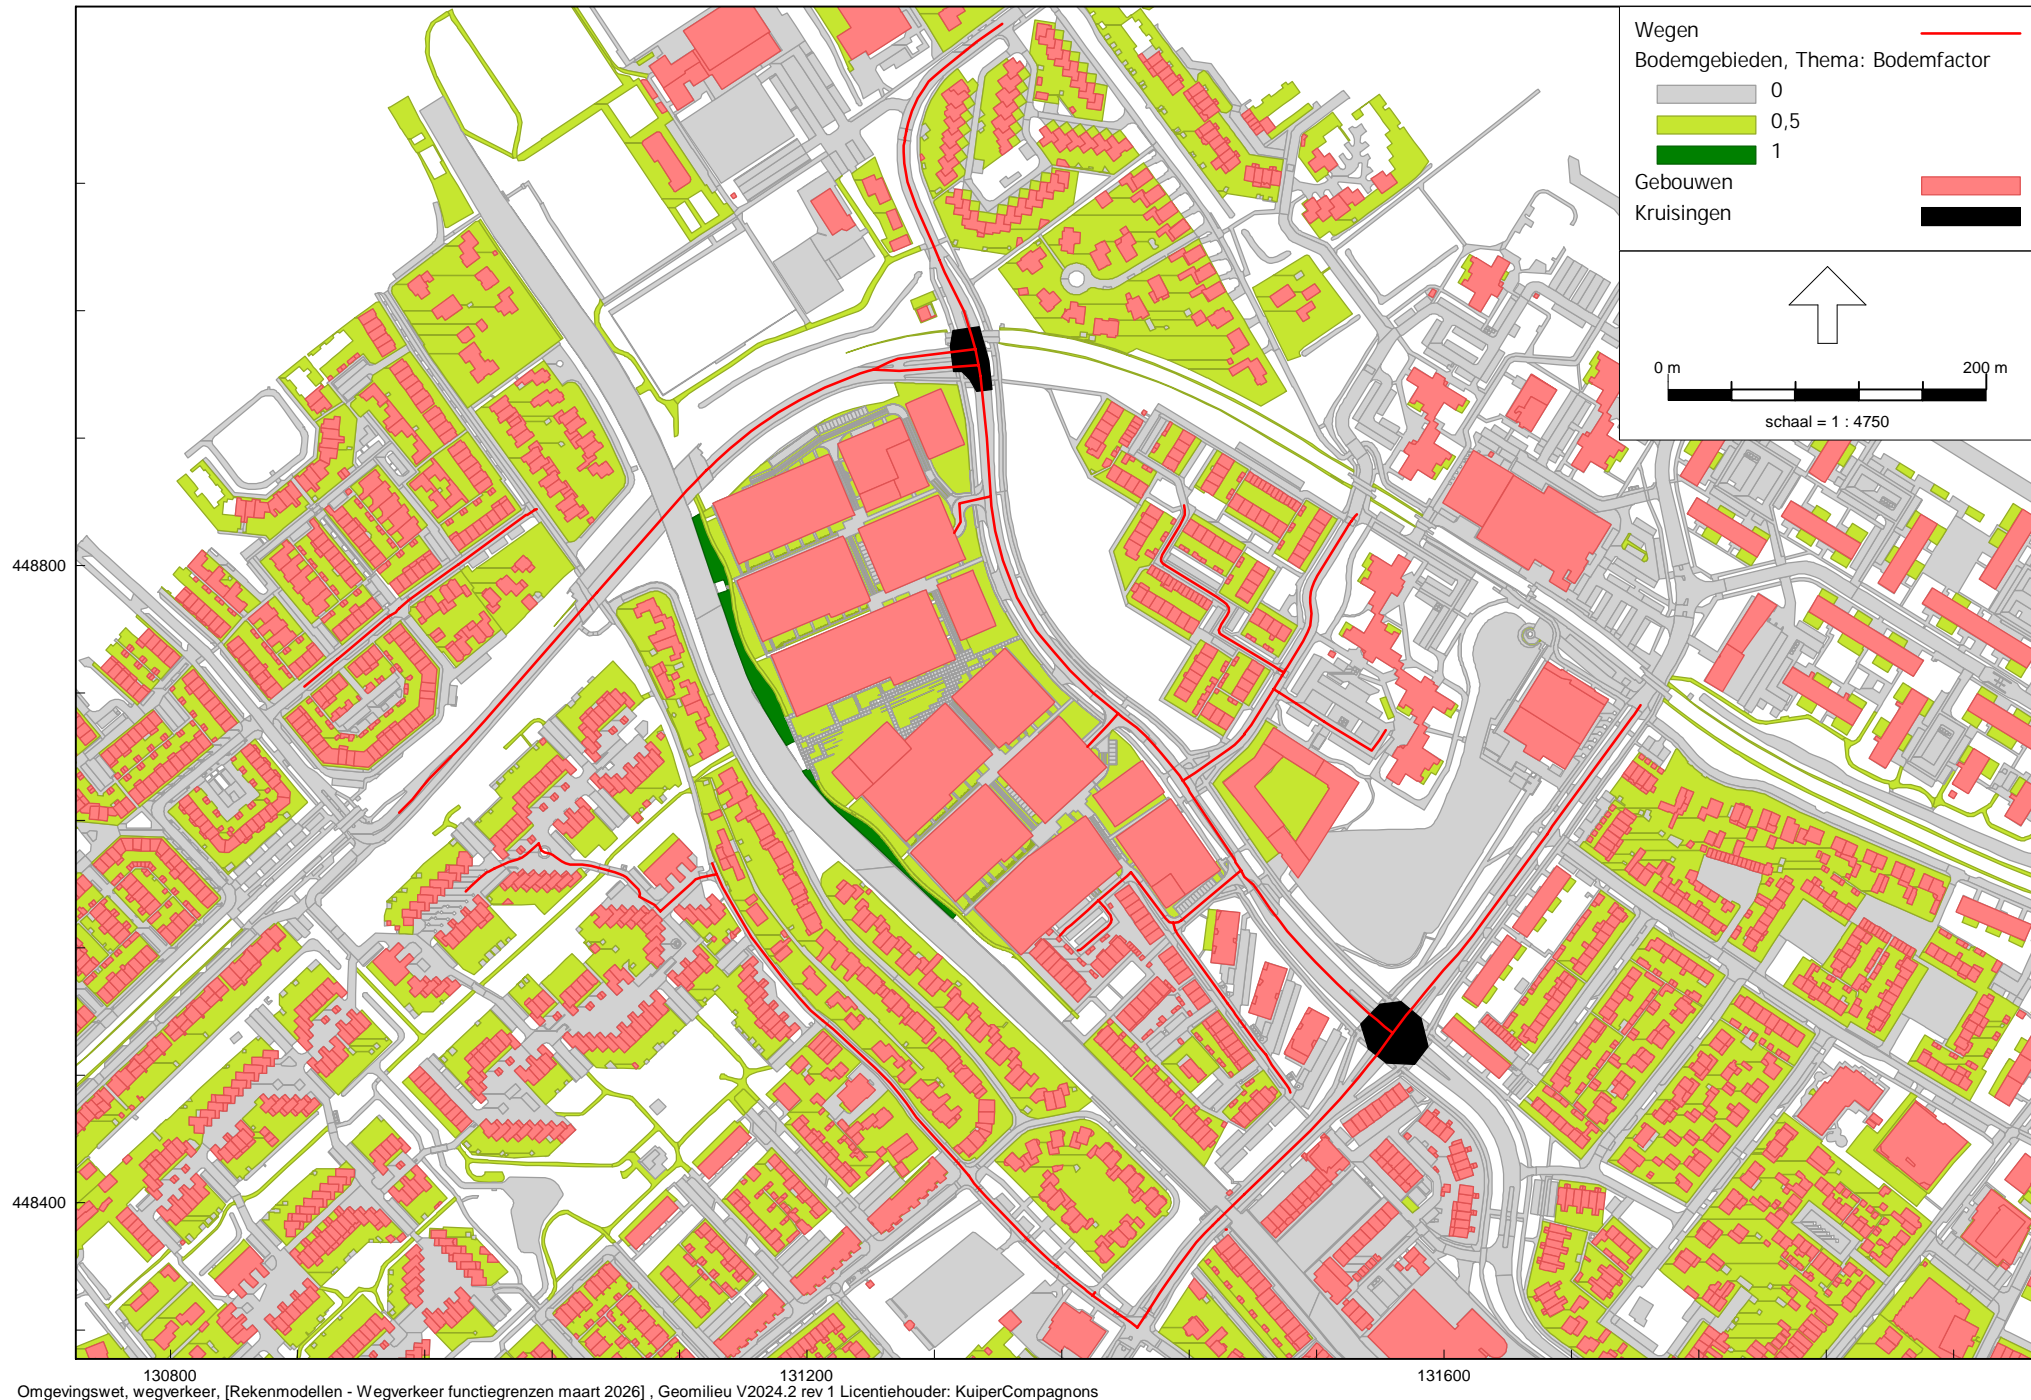 Wegen
Bodemgebieden, Thema: Bodemfactor
0
0,5
1
Gebouwen
Kruisingen
0 m 200 m
schaal = 1 : 4750
448800
448400
130800 131200 131600
Omgevingswet, wegverkeer, [Rekenmodellen - Wegverkeer functiegrenzen maart 2026] , Geomilieu V2024.2 rev 1 Licentiehouder: KuiperCompagnons